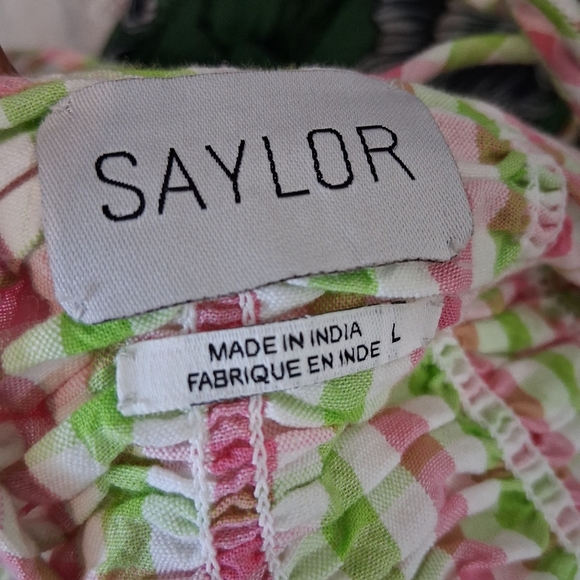 SAYLOR
MADE IN INDIA L
FABRIQUE EN INDE